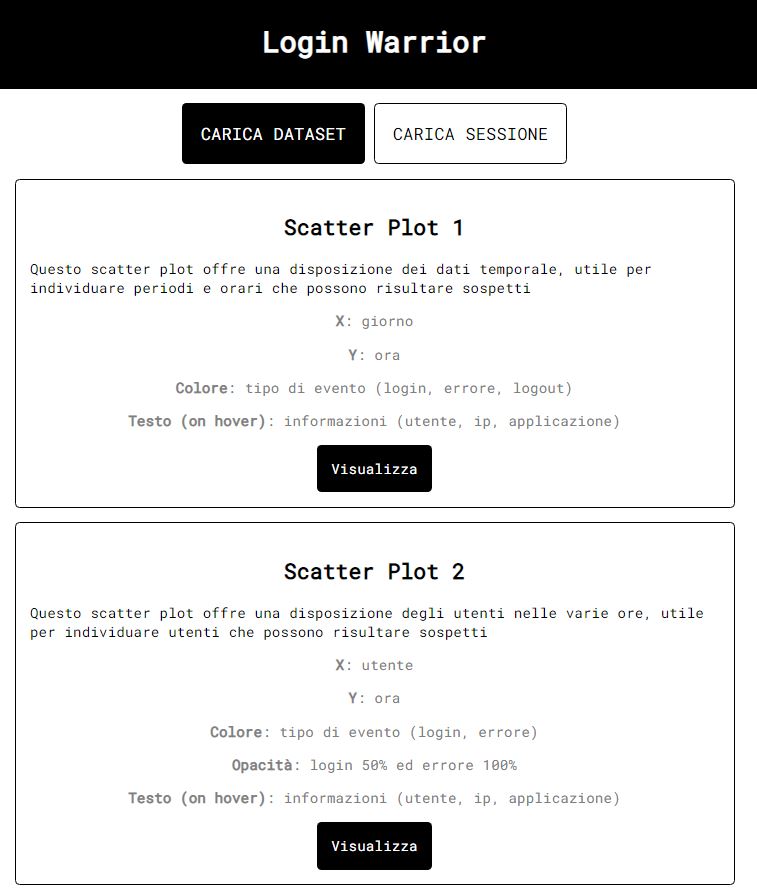 Login Warrior
CARICA DATASET
CARICA SESSIONE
Scatter Plot 1
Questo scatter plot offre una disposizione dei dati temporale, utile per
individuare periodi e orari che possono risultare sospetti
X: giorno
Y: ora
Colore: tipo di evento (login, errore, logout)
Testo (on hover): informazioni (utente, ip, applicazione)
Visualizza
Scatter Plot 2
Questo scatter plot offre una disposizione degli utenti nelle varie ore, utile
per individuare utenti che possono risultare sospetti
X: utente
Y: ora
Colore: tipo di evento (login, errore)
Opacità: login 50% ed errore 100%
Testo (on hover): informazioni (utente, ip, applicazione)
Visualizza